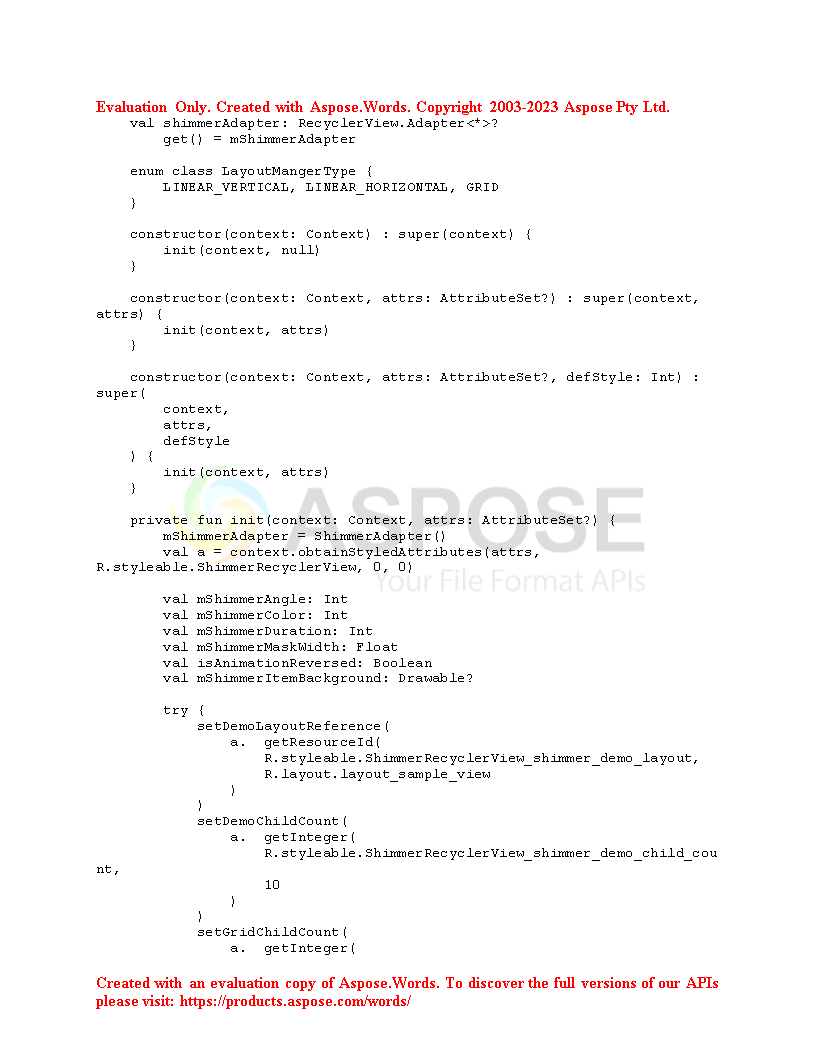 Evaluation Only. Created with Aspose.Words. Copyright 2003-2023 Aspose Pty Ltd.
    val shimmerAdapter: RecyclerView.Adapter<*>?
        get() = mShimmerAdapter

    enum class LayoutMangerType {
        LINEAR_VERTICAL, LINEAR_HORIZONTAL, GRID
    }

    constructor(context: Context) : super(context) {
        init(context, null)
    }

    constructor(context: Context, attrs: AttributeSet?) : super(context,
attrs) {
        init(context, attrs)
    }

    constructor(context: Context, attrs: AttributeSet?, defStyle: Int) :
super(
        context,
        attrs,
        defStyle
    ) {
        init(context, attrs)
    }

    private fun init(context: Context, attrs: AttributeSet?) {
        mShimmerAdapter = ShimmerAdapter()
        val a = context.obtainStyledAttributes(attrs,
R.styleable.ShimmerRecyclerView, 0, 0)

        val mShimmerAngle: Int
        val mShimmerColor: Int
        val mShimmerDuration: Int
        val mShimmerMaskWidth: Float
        val isAnimationReversed: Boolean
        val mShimmerItemBackground: Drawable?

        try {
            setDemoLayoutReference(
                a.  getResourceId(
                    R.styleable.ShimmerRecyclerView_shimmer_demo_layout,
                    R.layout.layout_sample_view
                )
            )
            setDemoChildCount(
                a.  getInteger(
                    R.styleable.ShimmerRecyclerView_shimmer_demo_child_cou
nt,
                    10
                )
            )
            setGridChildCount(
                a.  getInteger(
ASPOSE
Your File Format APIs
Created with an evaluation copy of Aspose.Words. To discover the full versions of our APIs
please visit: https://products.aspose.com/words/